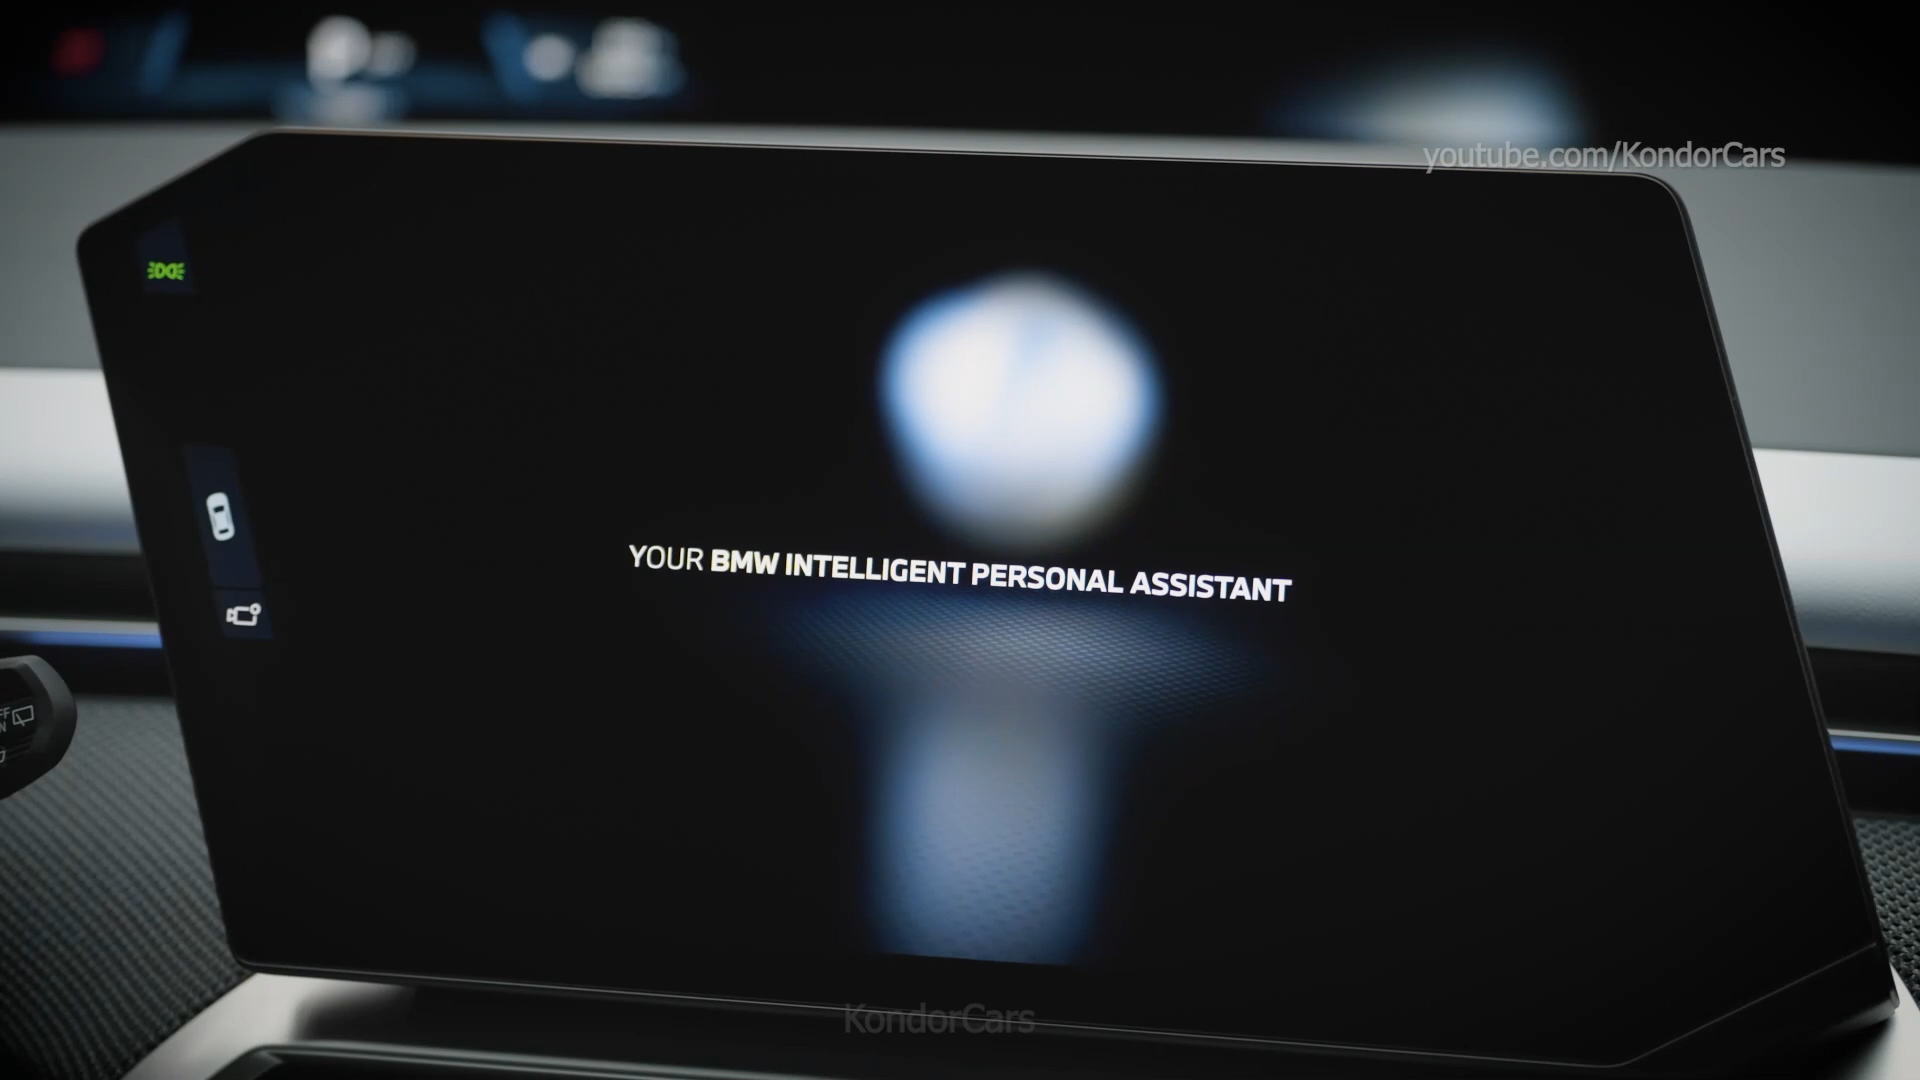 youtube.com/KondorCars
YOUR BMW INTELLIGENT PERSONAL ASSISTANT
KondorCars